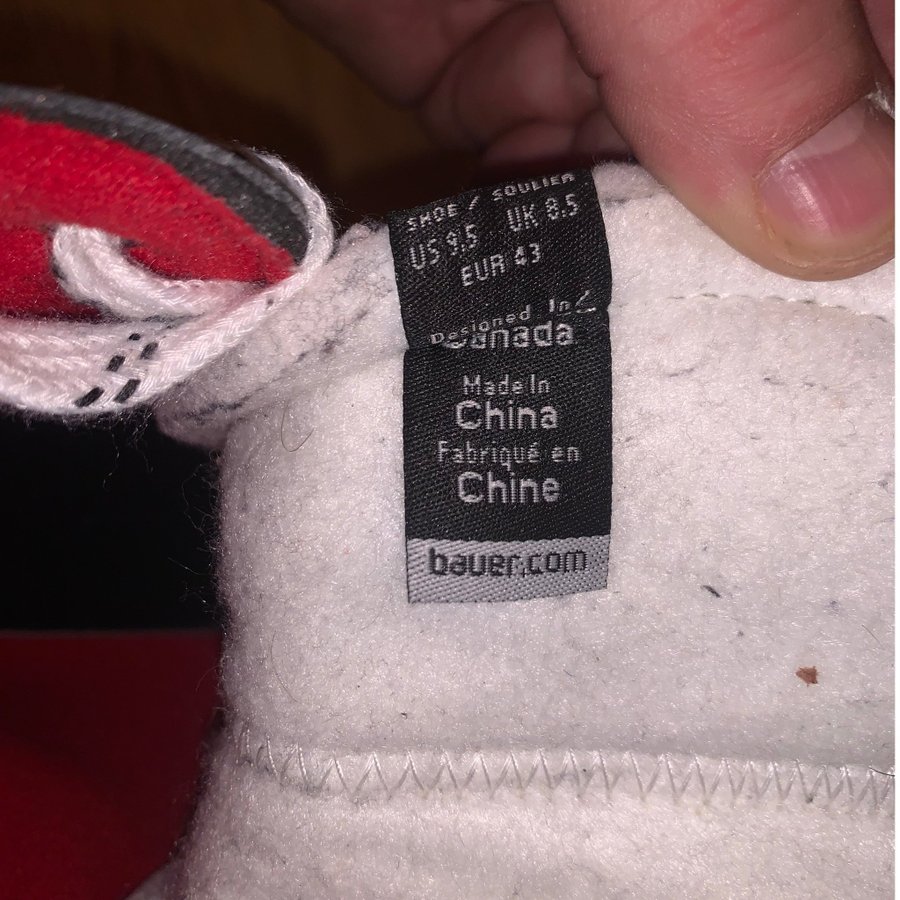 SHOE / SOULIER
US 9.5 UK 8.5
EUR 43
Designed In
Canada
Made In
China
Fabriqué en
Chine
bauer.com